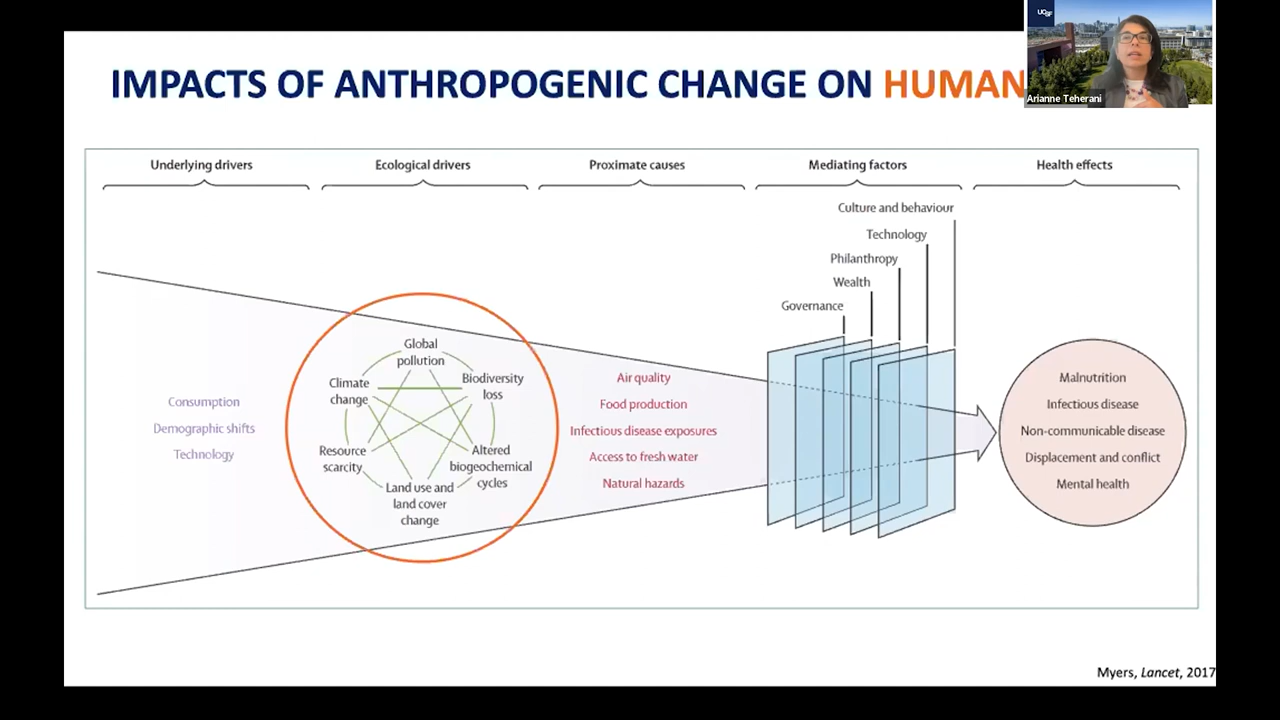 UCSF
Arianne Teherani
IMPACTS OF ANTHROPOGENIC CHANGE ON HUMAN
Underlying drivers
Ecological drivers
Proximate causes
Mediating factors
Health effects
Consumption
Demographic shifts
Technology
Global
pollution
Biodiversity
loss
Altered
biogeochemical
cycles
Land use and
land cover
change
Resource
scarcity
Climate
change
Air quality
Food production
Infectious disease exposures
Access to fresh water
Natural hazards
Culture and behaviour
Technology
Philanthropy
Wealth
Governance
Malnutrition
Infectious disease
Non-communicable disease
Displacement and conflict
Mental health
Myers, Lancet, 2017